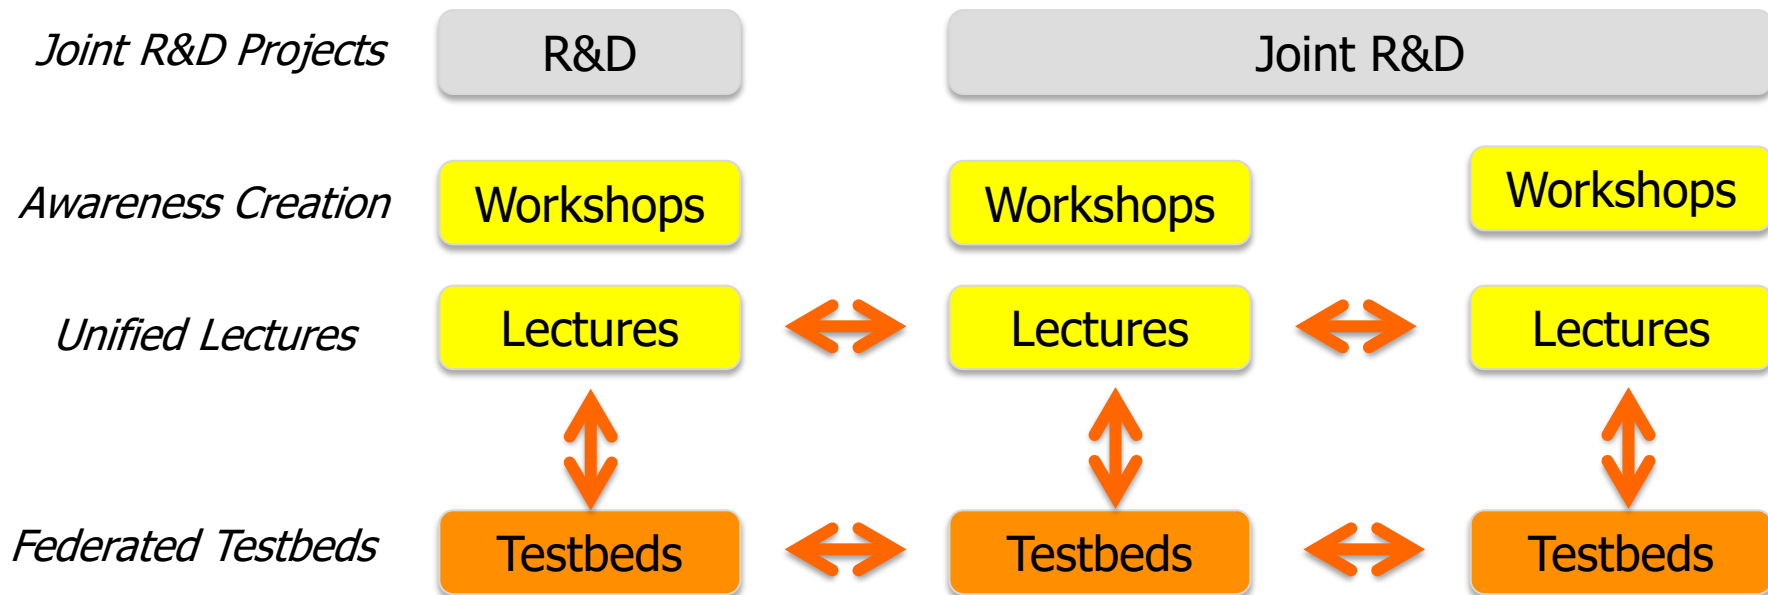 Joint R&D Projects
R&D
Joint R&D
Awareness Creation
Workshops
Workshops
Workshops
Unified Lectures
Lectures
Lectures
Lectures
Federated Testbeds
Testbeds
Testbeds
Testbeds